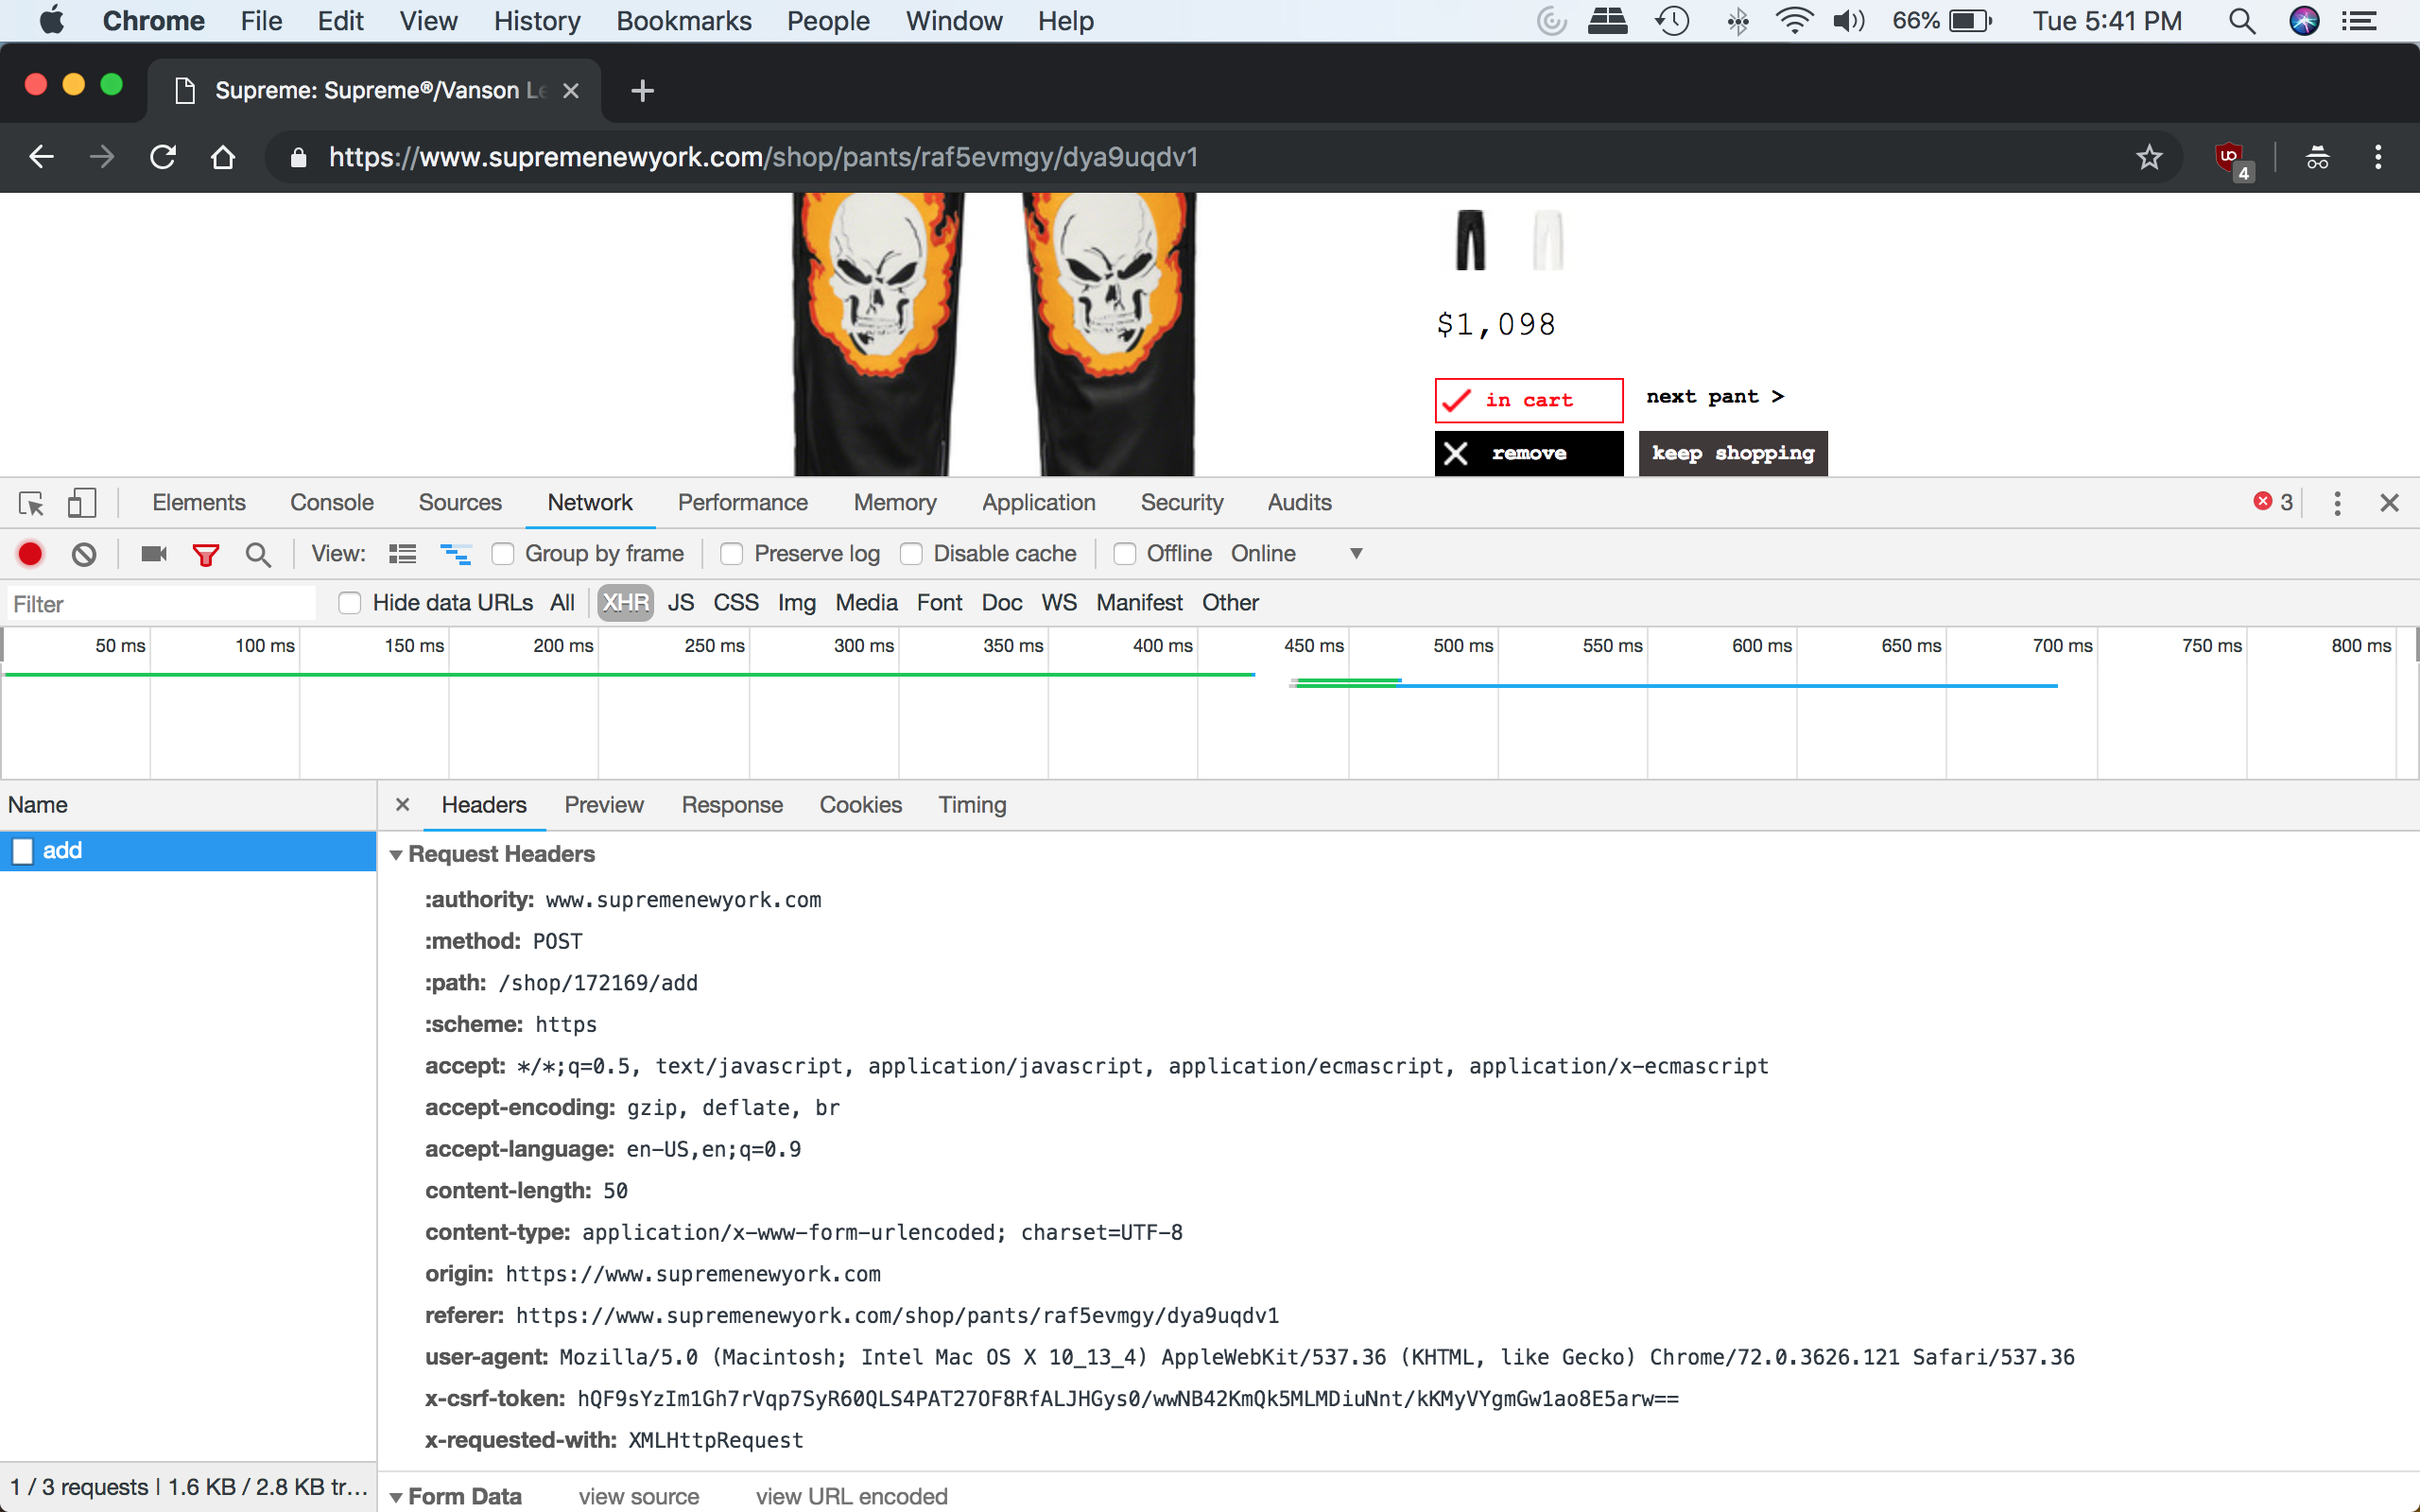 Chrome File Edit View History Bookmarks People Window Help 66% Tue 5:41 PM
Supreme: Supreme®/Vanson Le
https://www.supremenewyork.com/shop/pants/raf5evmgy/dya9uqdv1 4
$1,098
in cart next pant >
remove keep shopping
Elements Console Sources Network Performance Memory Application Security Audits 3
View: Group by frame Preserve log Disable cache Offline Online
Filter Hide data URLs All XHR JS CSS Img Media Font Doc WS Manifest Other
50 ms 100 ms 150 ms 200 ms 250 ms 300 ms 350 ms 400 ms 450 ms 500 ms 550 ms 600 ms 650 ms 700 ms 750 ms 800 ms
Name Headers Preview Response Cookies Timing
add
Request Headers
:authority: www.supremenewyork.com
:method: POST
:path: /shop/172169/add
:scheme: https
accept: */*;q=0.5, text/javascript, application/javascript, application/ecmascript, application/x-ecmascript
accept-encoding: gzip, deflate, br
accept-language: en-US,en;q=0.9
content-length: 50
content-type: application/x-www-form-urlencoded; charset=UTF-8
origin: https://www.supremenewyork.com
referer: https://www.supremenewyork.com/shop/pants/raf5evmgy/dya9uqdv1
user-agent: Mozilla/5.0 (Macintosh; Intel Mac OS X 10_13_4) AppleWebKit/537.36 (KHTML, like Gecko) Chrome/72.0.3626.121 Safari/537.36
x-csrf-token: hQF9sYzIm1Gh7rVqp7SyR60QLS4PAT27OF8RfALJHGys0/wwNB42KmQk5MLMDiuNnt/kKMyVYgmGw1ao8E5arw==
x-requested-with: XMLHttpRequest
1 / 3 requests | 1.6 KB / 2.8 KB tr...
Form Data view source view URL encoded